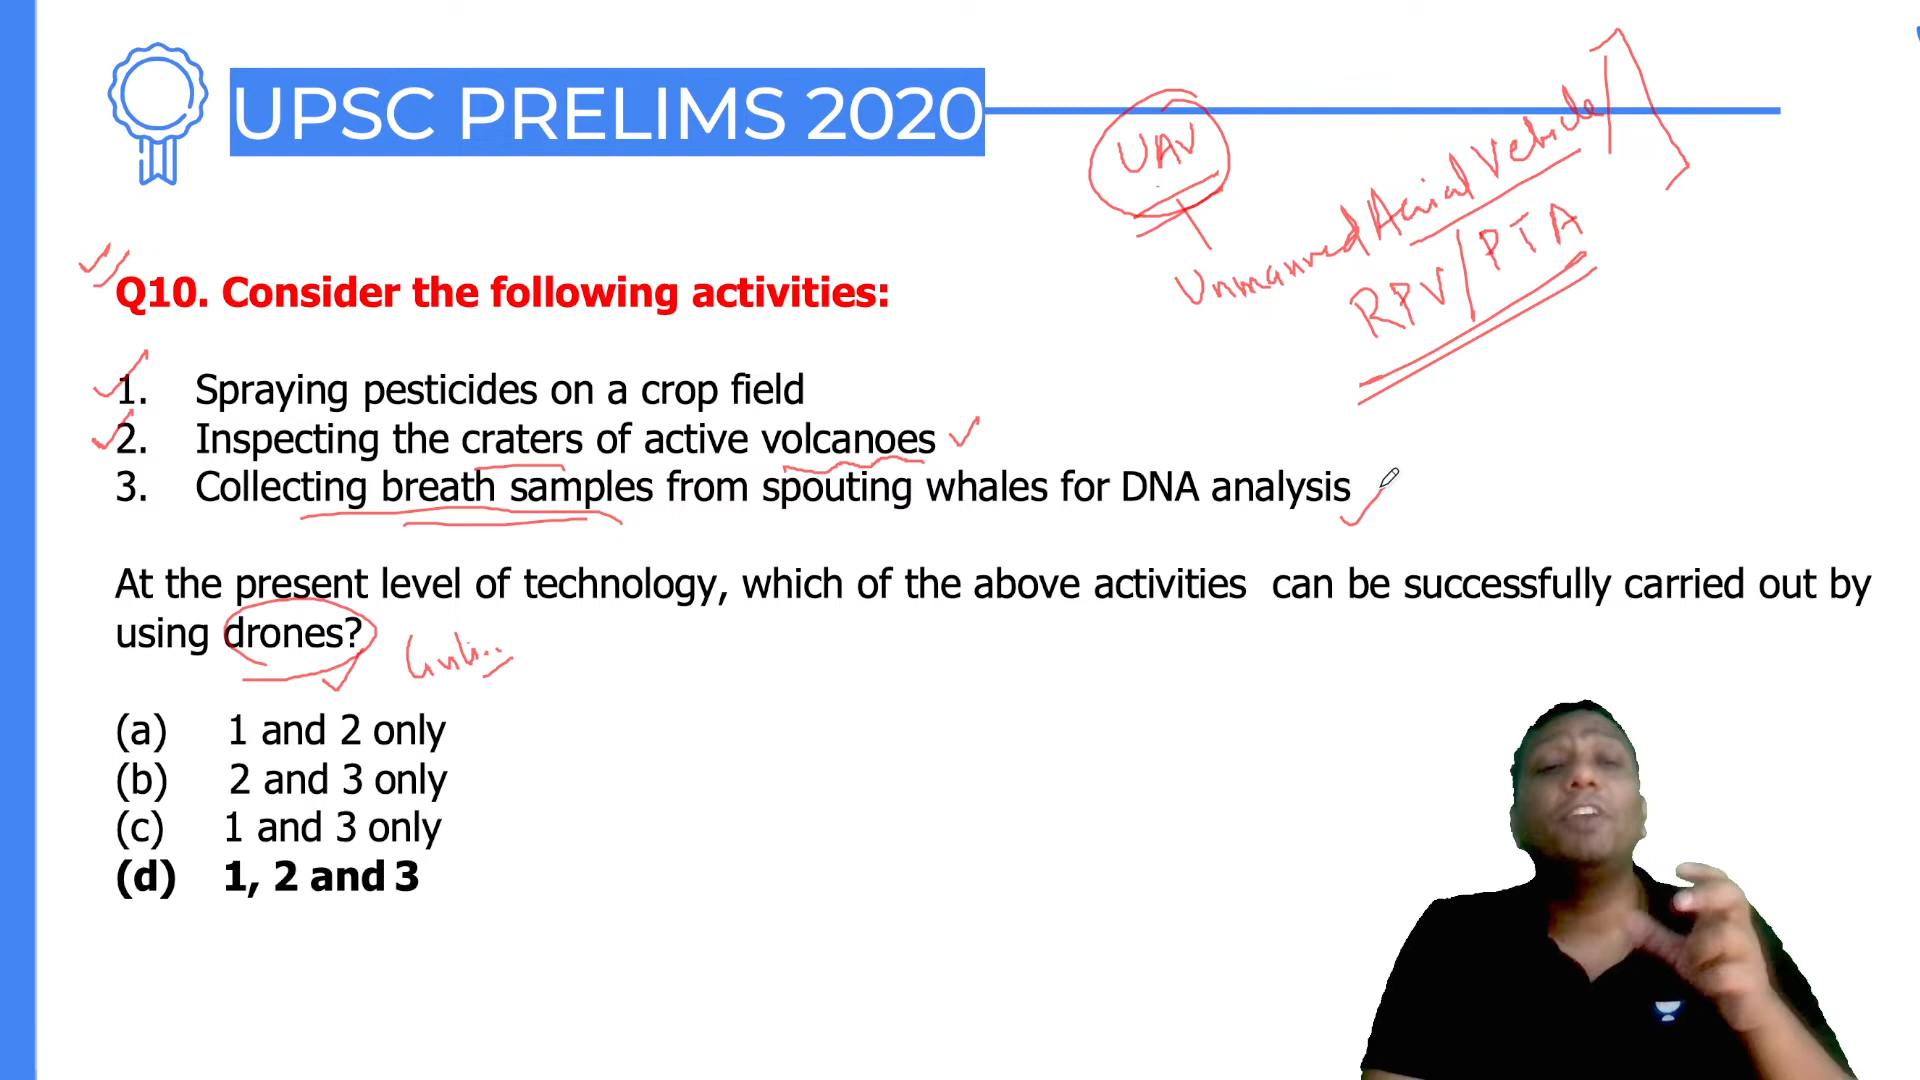 UPSC PRELIMS 2020
UAV
Unmanned Aerial Vehicle/
RPV/PTA
Q10. Consider the following activities:
1. Spraying pesticides on a crop field
2. Inspecting the craters of active volcanoes
3. Collecting breath samples from spouting whales for DNA analysis
At the present level of technology, which of the above activities can be successfully carried out by
using drones?
(a) 1 and 2 only
(b) 2 and 3 only
(c) 1 and 3 only
(d) 1, 2 and 3